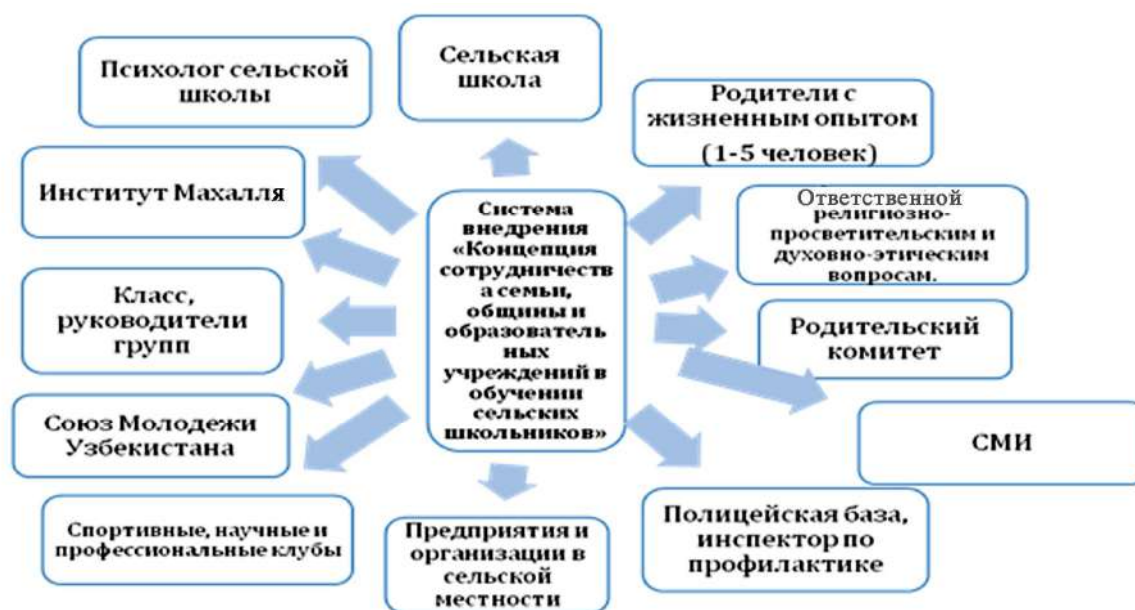 Сельская
школа
Психолог сельской
школы
Родители с
жизненным опытом
(1-5 человек)
Институт Махалля
Ответственной
религиозно-
просветительским и
духовно-этическим
вопросам.
Система
внедрения
«Концепция
сотрудничеств
а семьи,
общины и
образователь
ных
учреждений в
обучении
сельских
школьников»
Класс,
руководители
групп
Родительский
комитет
Союз Молодежи
Узбекистана
СМИ
Спортивные, научные и
профессиональные клубы
Предприятия и
организации в
сельской
местности
Полицейская база,
инспектор по
профилактике